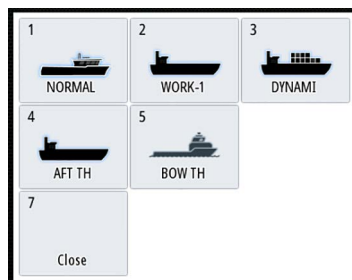 1
2
3
NORMAL
WORK-1
DYNAMI
4
5
AFT TH
BOW TH
7
Close